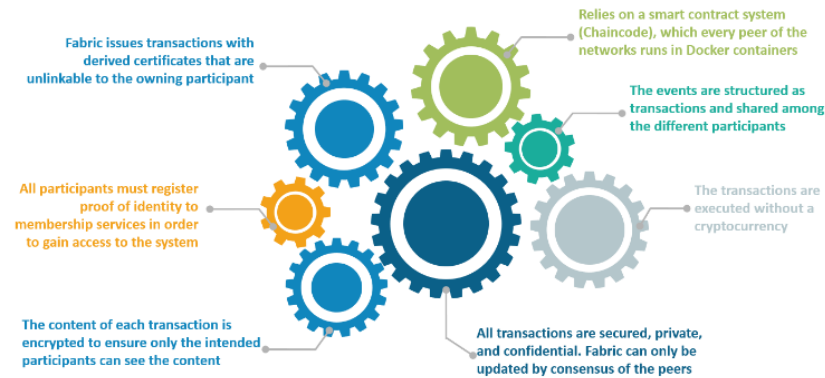 Fabric issues transactions with
derived certificates that are
unlinkable to the owning participant
Relies on a smart contract system
(Chaincode), which every peer of the
networks runs in Docker containers
The events are structured as
transactions and shared among
the different participants
All participants must register
proof of identity to
membership services in order
to gain access to the system
The transactions are
executed without a
cryptocurrency
The content of each transaction is
encrypted to ensure only the intended
participants can see the content
All transactions are secured, private,
and confidential. Fabric can only be
updated by consensus of the peers